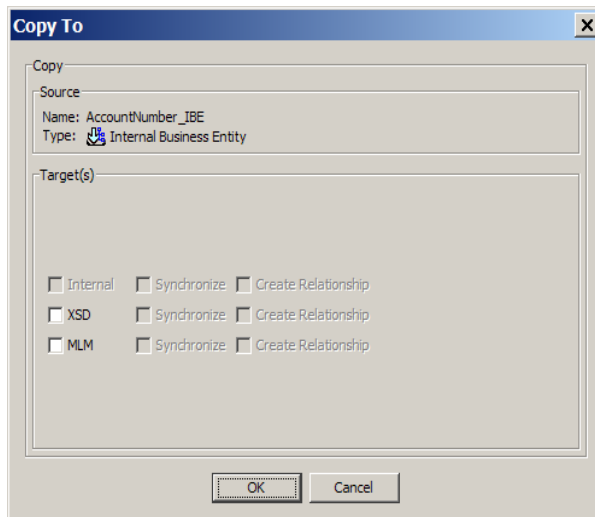 Copy To
Copy
Source
Name: AccountNumber_IBE
Type: Internal Business Entity
Target(s)
Internal Synchronize Create Relationship
XSD Synchronize Create Relationship
MLM Synchronize Create Relationship
OK Cancel